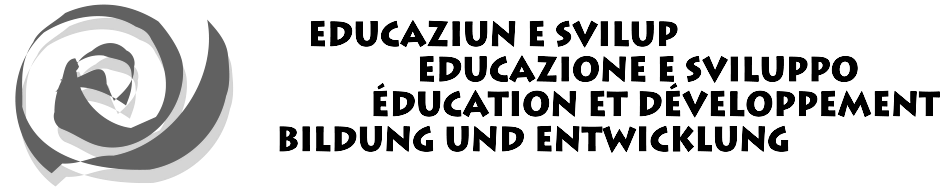 EDUCAZIUN E SVILUP
EDUCAZIONE E SVILUPPO
ÉDUCATION ET DÉVELOPPEMENT
BILDUNG UND ENTWICKLUNG